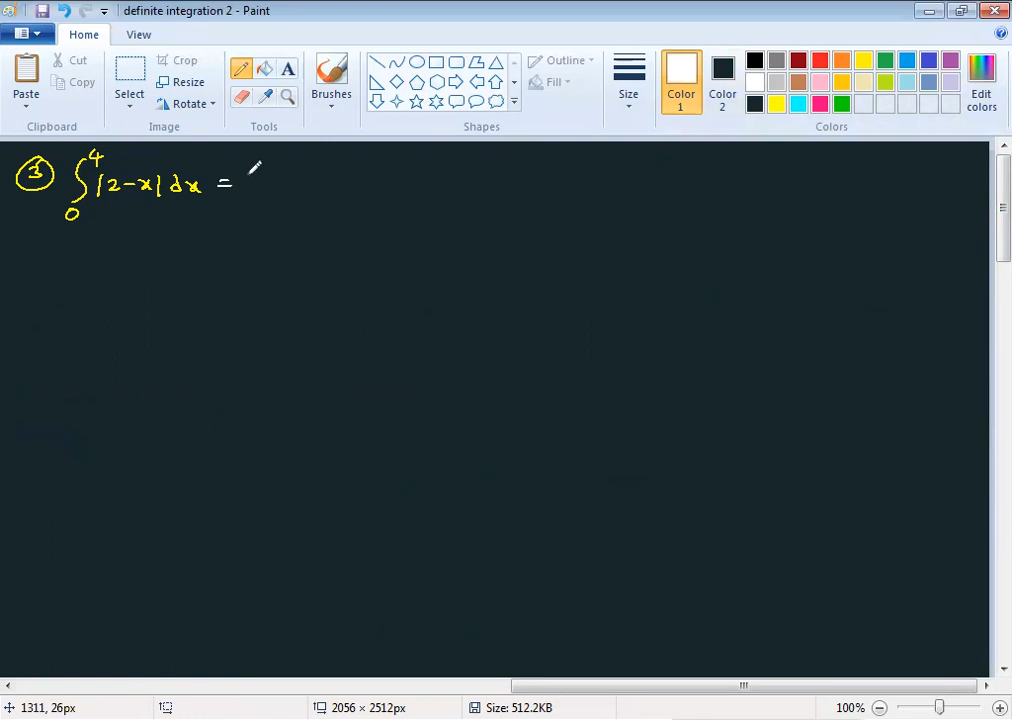 definite integration 2 - Paint
Home View
Paste
Cut
Copy
Clipboard
Select
Crop
Resize
Rotate
Image
A
Tools
Brushes
Shapes
Outline
Fill
Size
Color 1
Color 2
Edit colors
Colors
③ ∫₀⁴ |2-x| dx =
1311, 26px
2056 × 2512px
Size: 512.2KB
100%